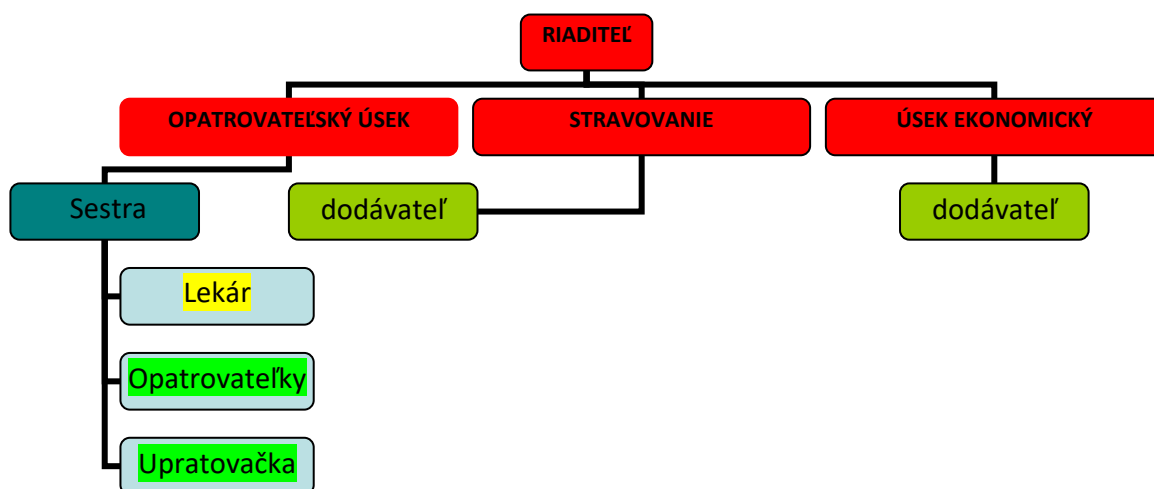 RIADITEĽ
OPATROVATEĽSKÝ ÚSEK
STRAVOVANIE
ÚSEK EKONOMICKÝ
Sestra
dodávateľ
dodávateľ
Lekár
Opatrovateľky
Upratovačka